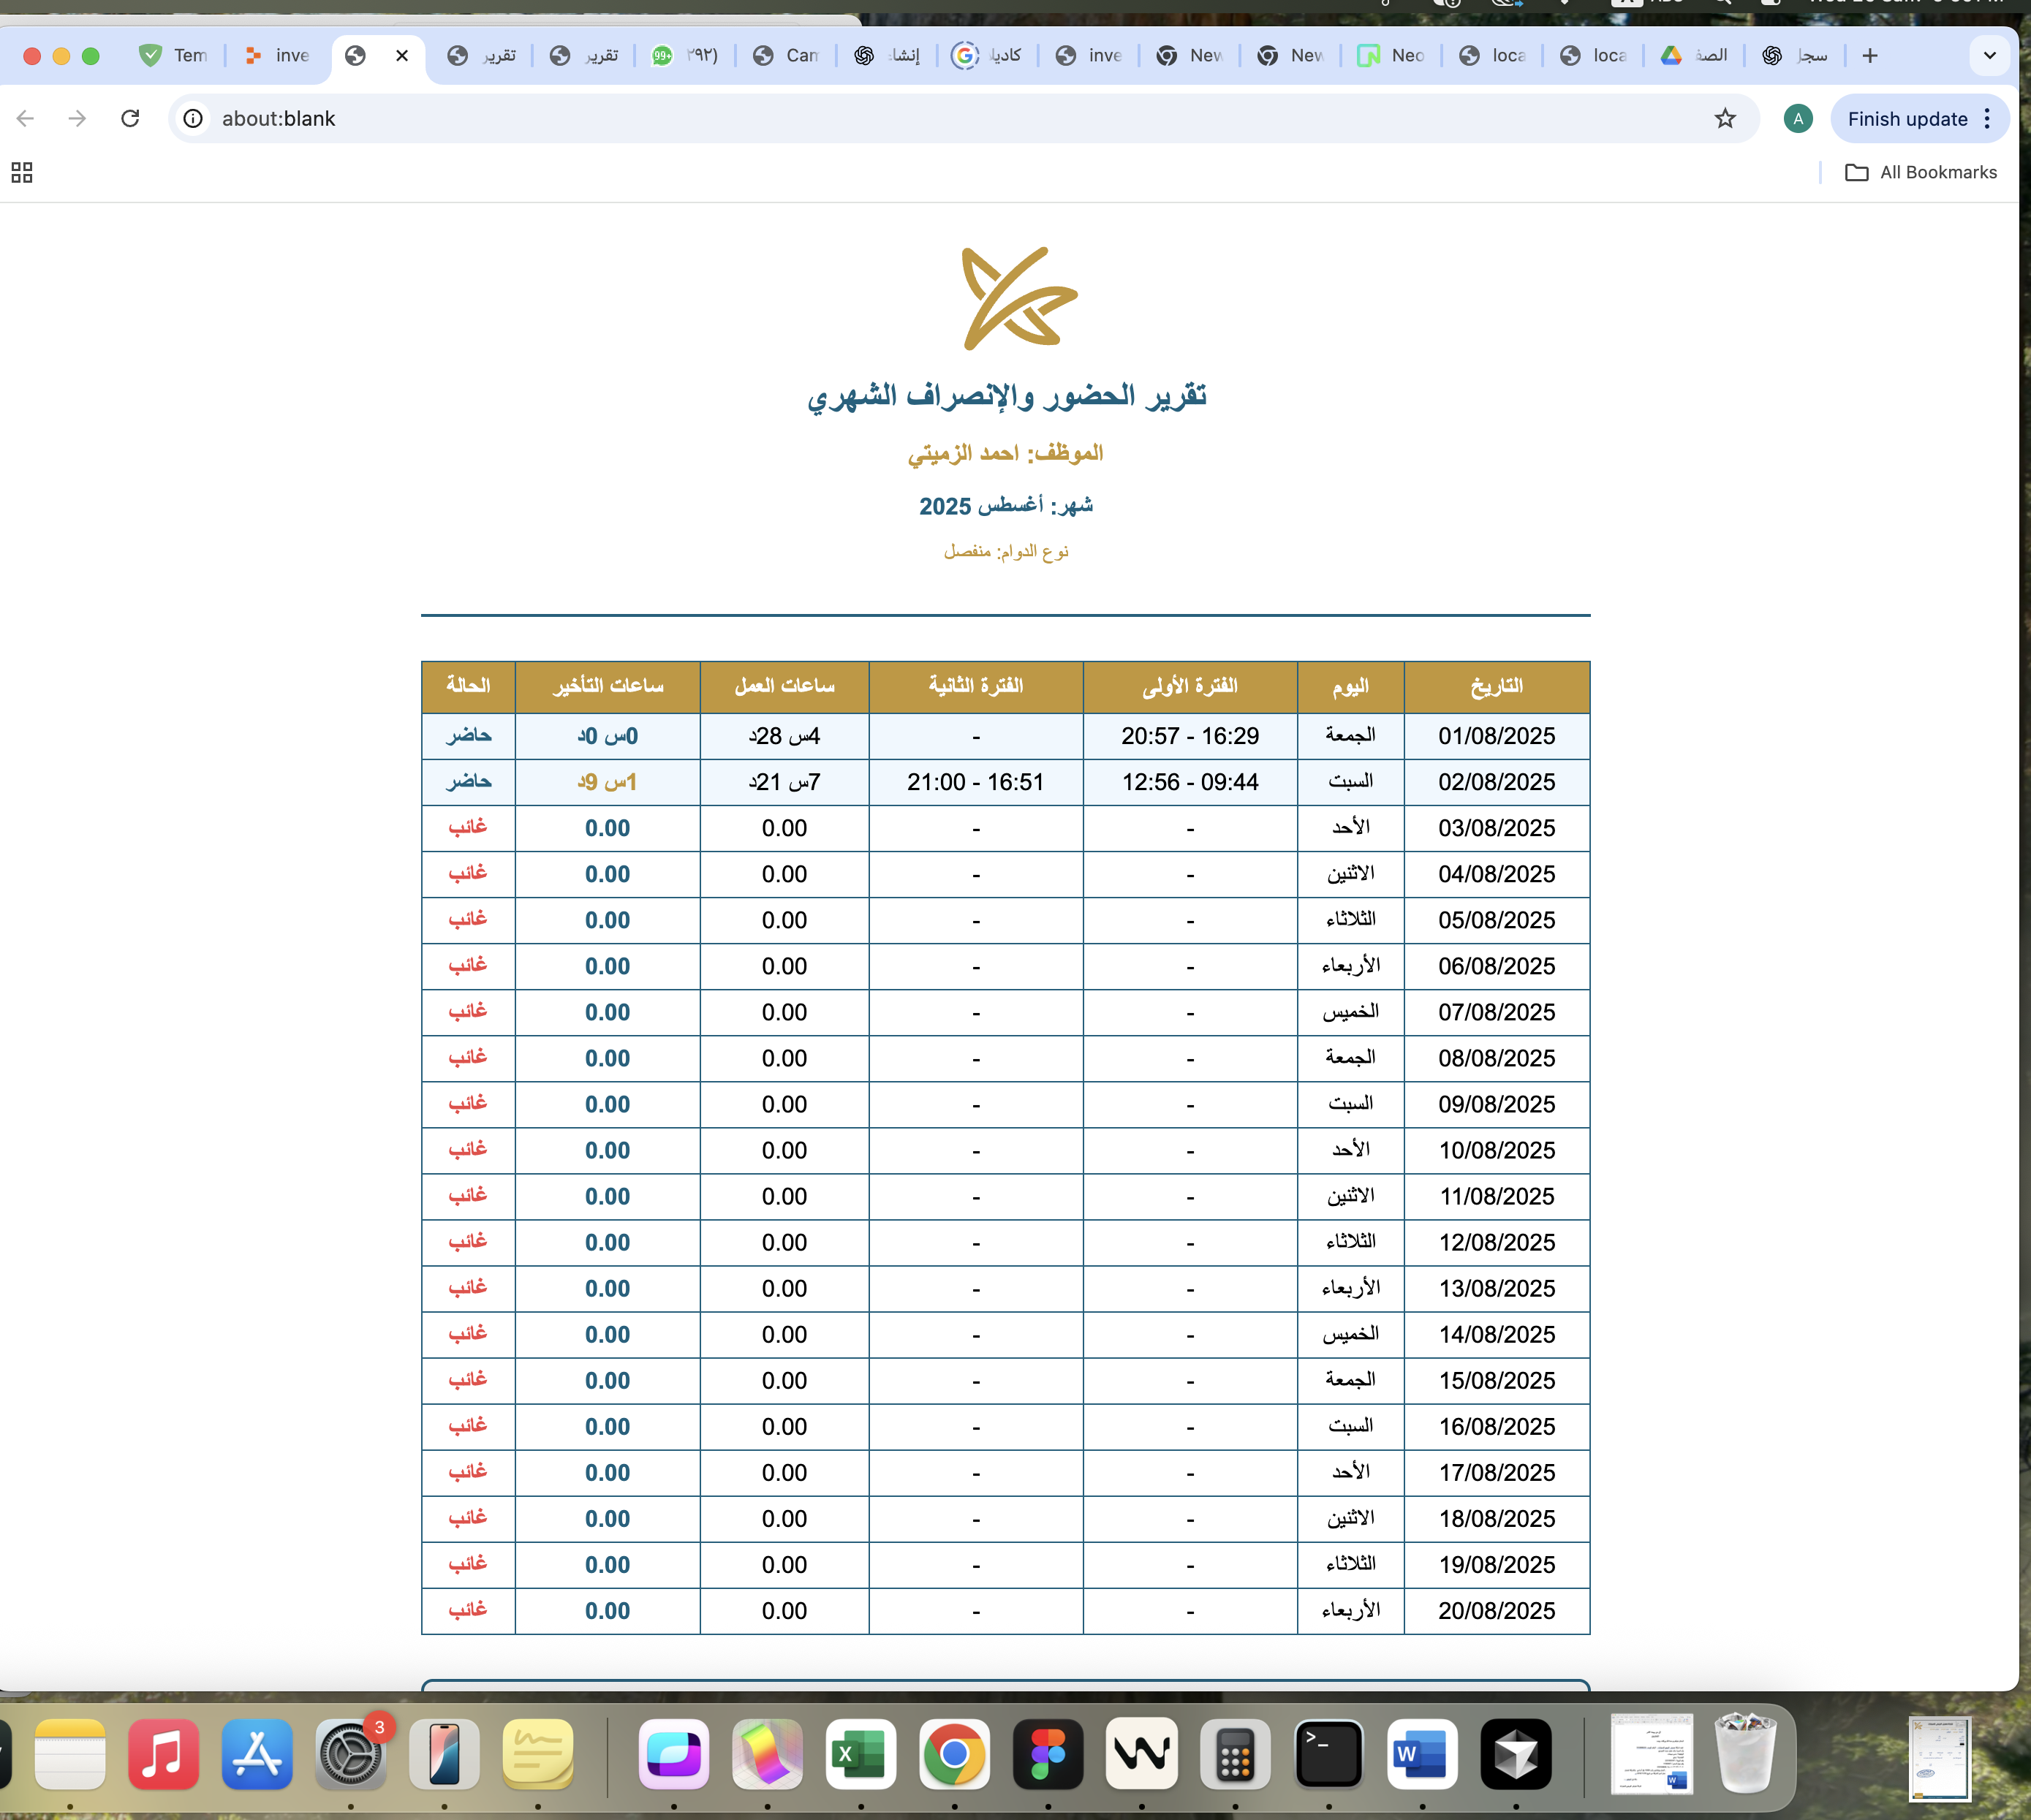 Tem
inve
تقرير
تقرير
٢٩٢)
Can
إنشا
كاديا
inve
New
New
Neo
loca
loca
الصف
سجل
about:blank
A
Finish update
All Bookmarks
تقرير الحضور والإنصراف الشهري
الموظف: احمد الزميتي
شهر: أغسطس 2025
نوع الدوام: منفصل
التاريخ اليوم الفترة الأولى الفترة الثانية ساعات العمل ساعات التأخير الحالة
01/08/2025 الجمعة 16:29 - 20:57 - 4س 28د 0س 0د حاضر
02/08/2025 السبت 09:44 - 12:56 16:51 - 21:00 7س 21د 1س 9د حاضر
03/08/2025 الأحد - - 0.00 0.00 غائب
04/08/2025 الاثنين - - 0.00 0.00 غائب
05/08/2025 الثلاثاء - - 0.00 0.00 غائب
06/08/2025 الأربعاء - - 0.00 0.00 غائب
07/08/2025 الخميس - - 0.00 0.00 غائب
08/08/2025 الجمعة - - 0.00 0.00 غائب
09/08/2025 السبت - - 0.00 0.00 غائب
10/08/2025 الأحد - - 0.00 0.00 غائب
11/08/2025 الاثنين - - 0.00 0.00 غائب
12/08/2025 الثلاثاء - - 0.00 0.00 غائب
13/08/2025 الأربعاء - - 0.00 0.00 غائب
14/08/2025 الخميس - - 0.00 0.00 غائب
15/08/2025 الجمعة - - 0.00 0.00 غائب
16/08/2025 السبت - - 0.00 0.00 غائب
17/08/2025 الأحد - - 0.00 0.00 غائب
18/08/2025 الاثنين - - 0.00 0.00 غائب
19/08/2025 الثلاثاء - - 0.00 0.00 غائب
20/08/2025 الأربعاء - - 0.00 0.00 غائب
3